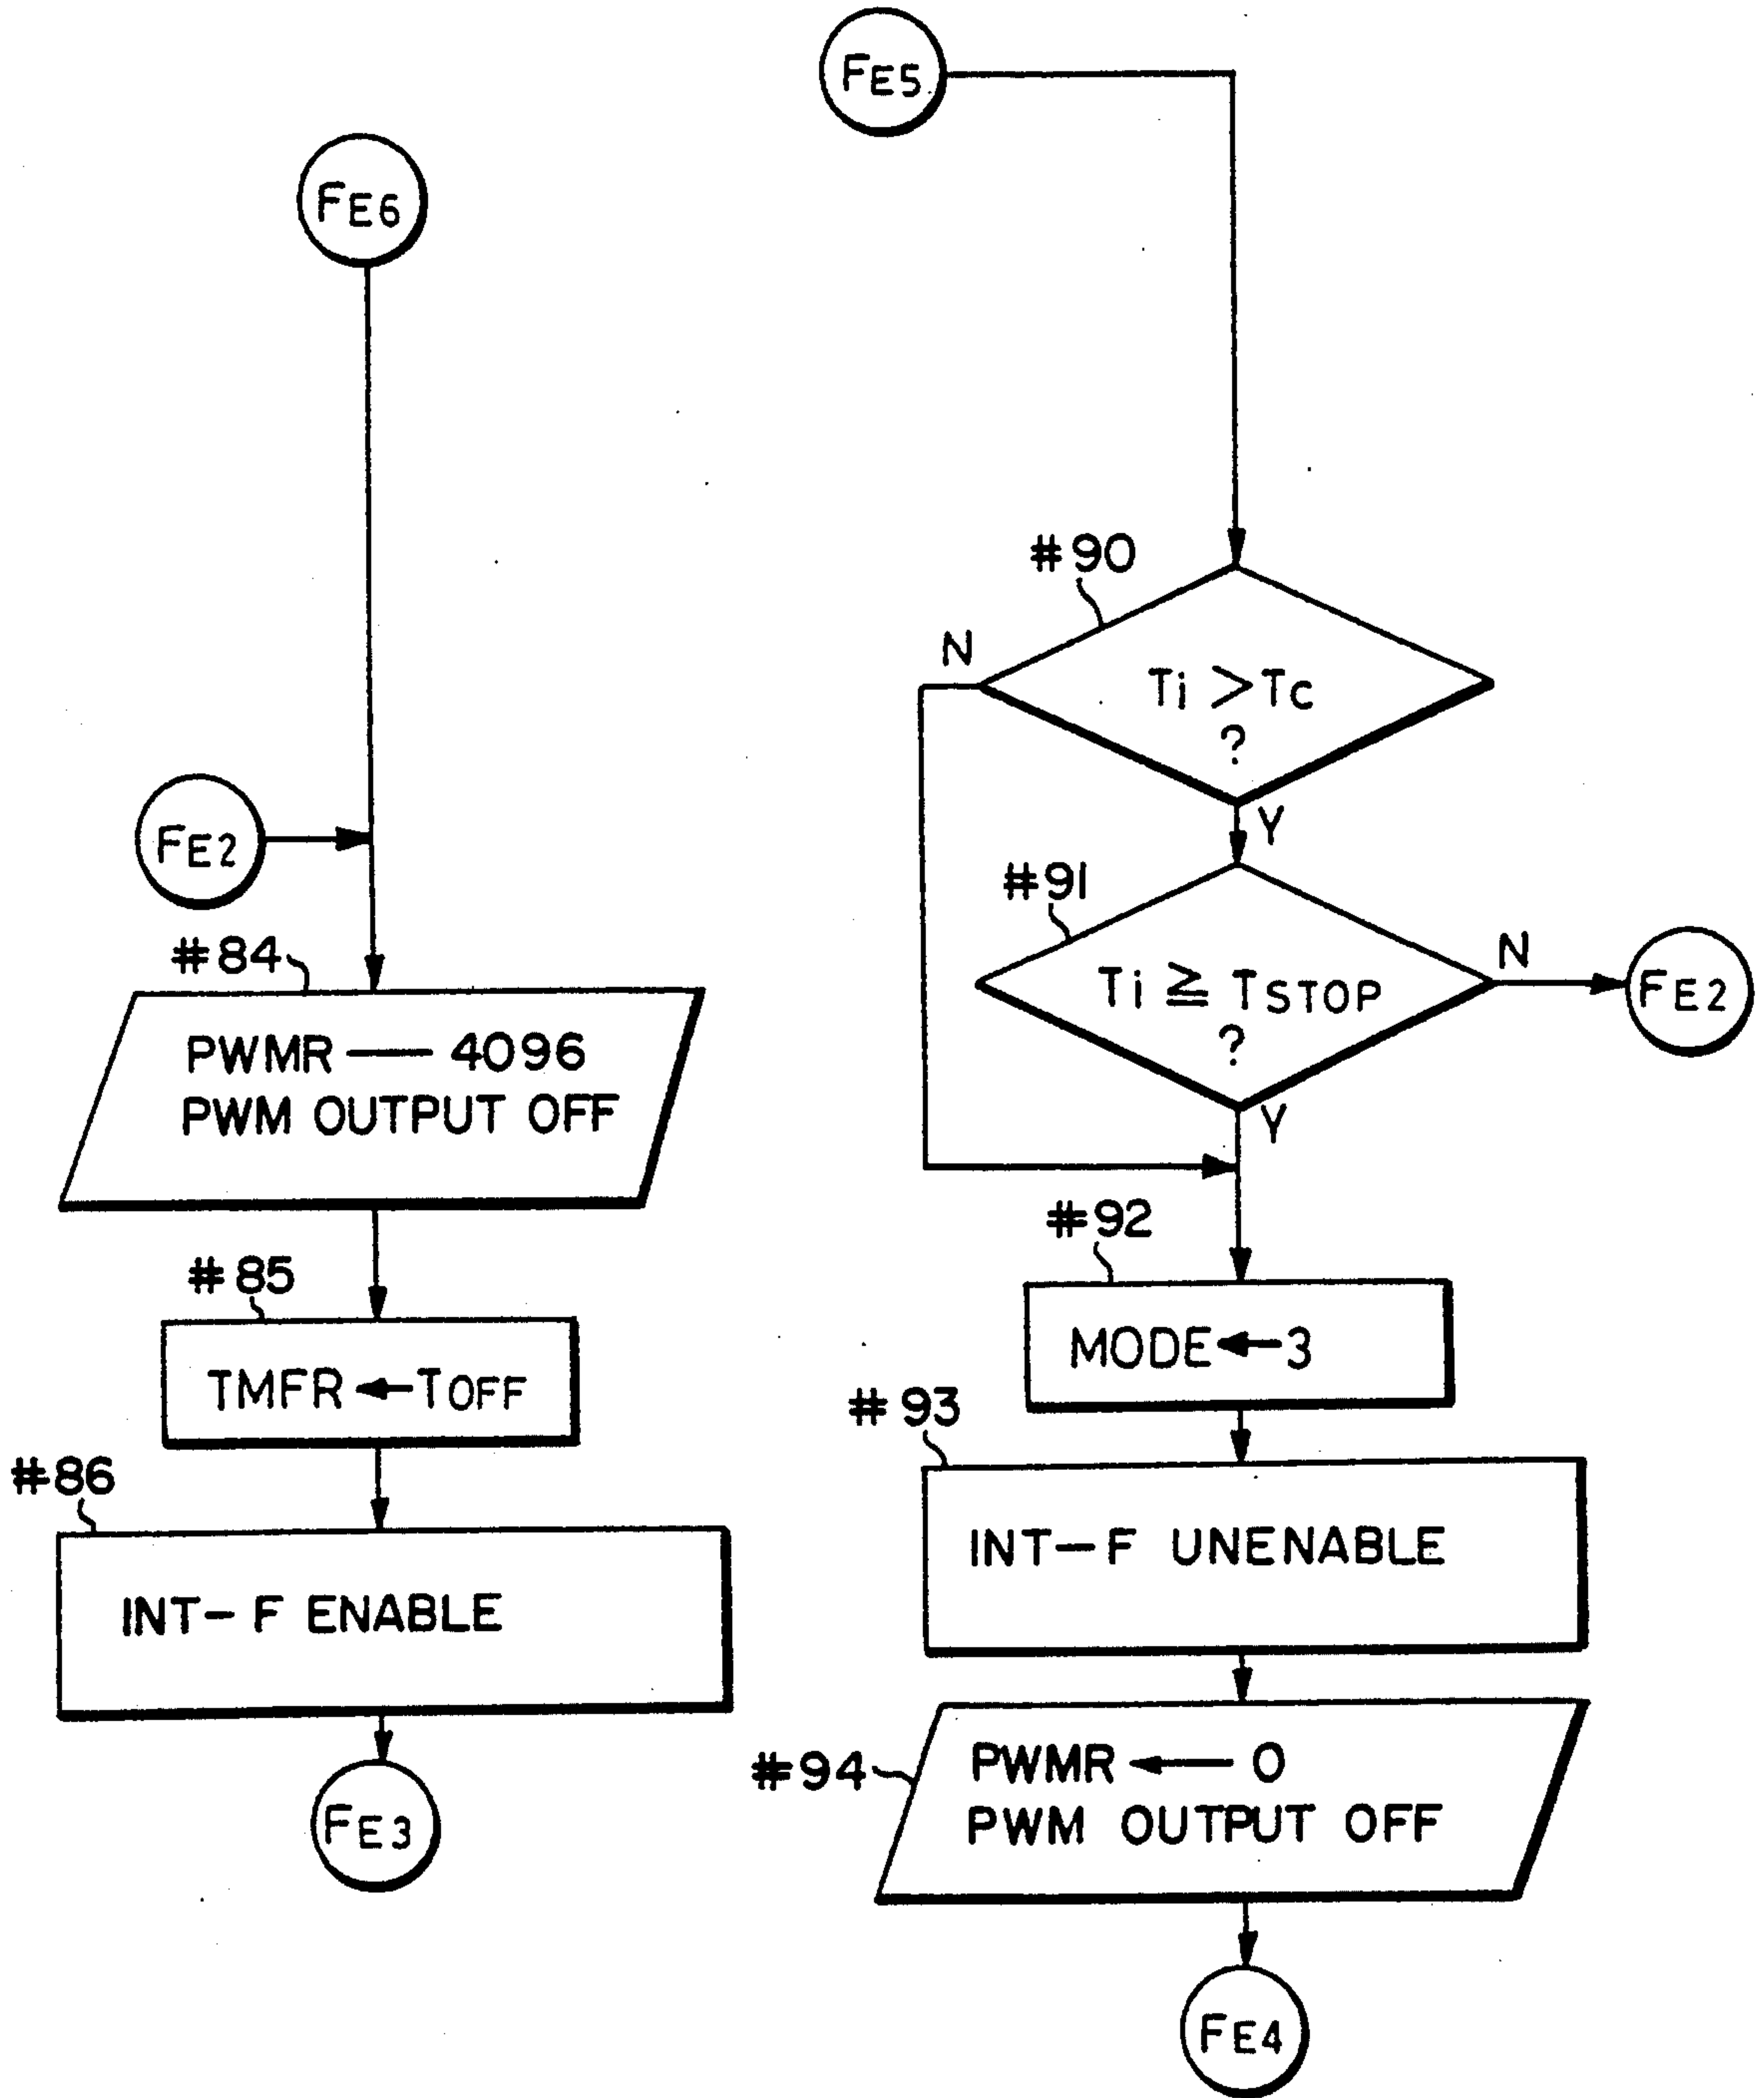 FE6
FE2
#84
PWMR — 4096
PWM OUTPUT OFF
#85
TMFR ← TOFF
#86
INT-F ENABLE
FE3
FE5
#90
N
Ti > Tc
?
Y
#91
N
Ti ≧ TSTOP
?
FE2
Y
#92
MODE ← 3
#93
INT-F UNENABLE
#94
PWMR ← 0
PWM OUTPUT OFF
FE4